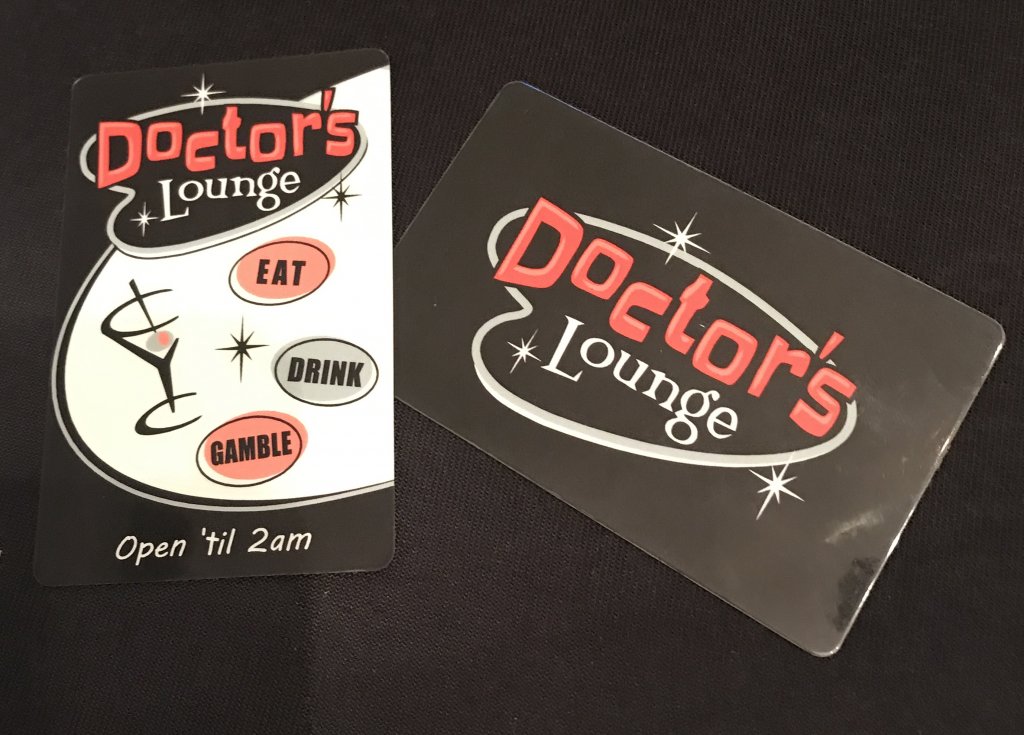 Doctor's
Lounge
EAT
DRINK
GAMBLE
Open 'til 2am
Doctor's
Lounge